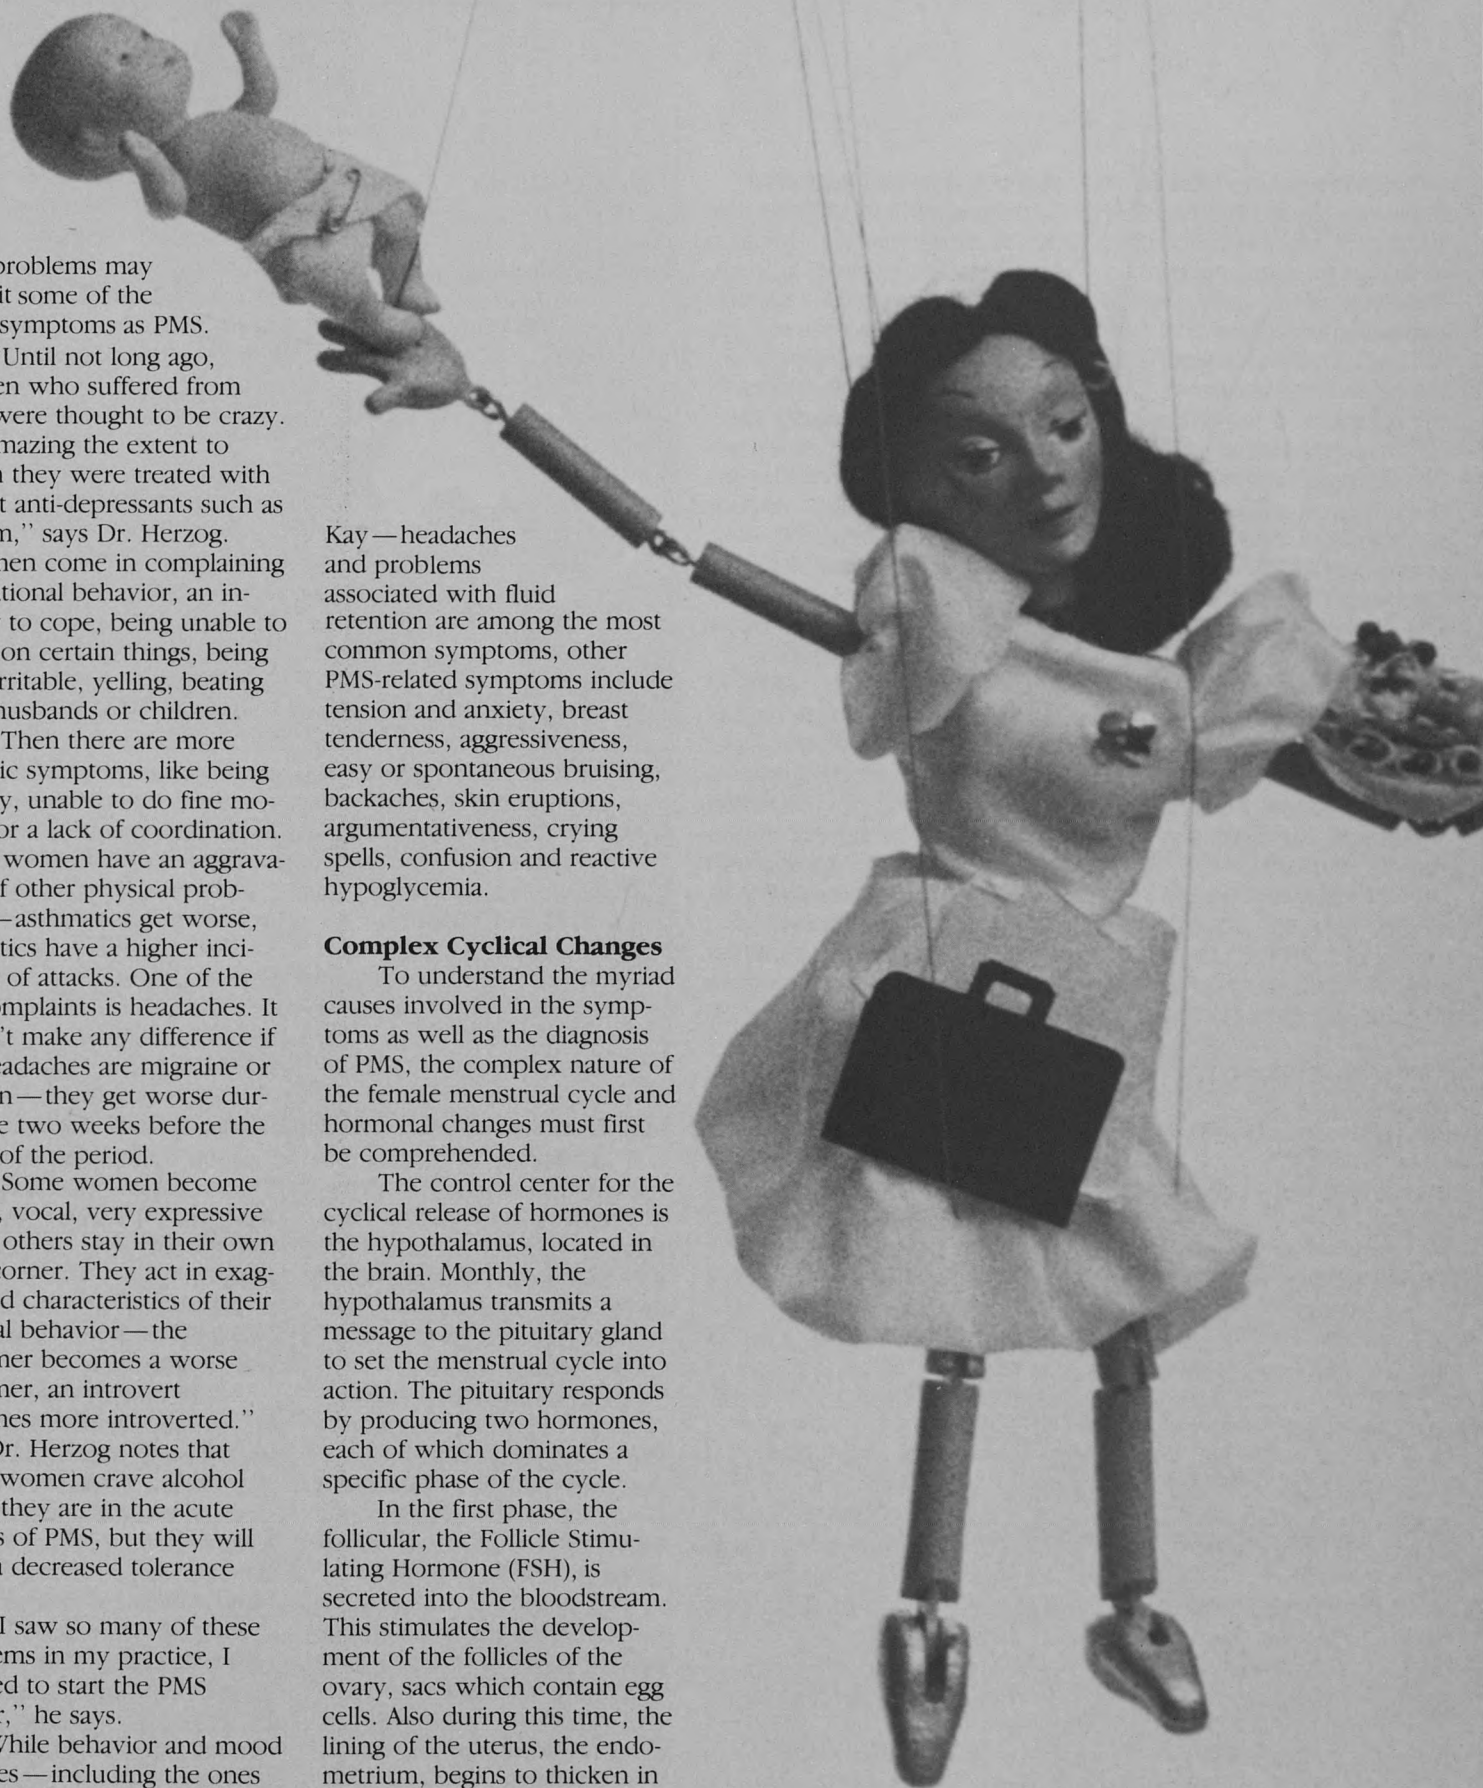 problems may
it some of the
symptoms as PMS.
Until not long ago,
en who suffered from
were thought to be crazy.
mazing the extent to
they were treated with
t anti-depressants such as
m," says Dr. Herzog.
men come in complaining
tional behavior, an in-
to cope, being unable to
on certain things, being
rritable, yelling, beating
husbands or children.
Then there are more
ic symptoms, like being
y, unable to do fine mo-
or a lack of coordination.
women have an aggrava-
f other physical prob-
—asthmatics get worse,
tics have a higher inci-
of attacks. One of the
mplaints is headaches. It
't make any difference if
eadaches are migraine or
n—they get worse dur-
e two weeks before the
of the period.
Some women become
, vocal, very expressive
others stay in their own
corner. They act in exag-
d characteristics of their
al behavior—the
mer becomes a worse
mer, an introvert
mes more introverted."
Dr. Herzog notes that
women crave alcohol
they are in the acute
s of PMS, but they will
a decreased tolerance
I saw so many of these
ems in my practice, I
ed to start the PMS
r," he says.
While behavior and mood
es—including the ones
Kay—headaches
and problems
associated with fluid
retention are among the most
common symptoms, other
PMS-related symptoms include
tension and anxiety, breast
tenderness, aggressiveness,
easy or spontaneous bruising,
backaches, skin eruptions,
argumentativeness, crying
spells, confusion and reactive
hypoglycemia.
Complex Cyclical Changes
To understand the myriad
causes involved in the symp-
toms as well as the diagnosis
of PMS, the complex nature of
the female menstrual cycle and
hormonal changes must first
be comprehended.
The control center for the
cyclical release of hormones is
the hypothalamus, located in
the brain. Monthly, the
hypothalamus transmits a
message to the pituitary gland
to set the menstrual cycle into
action. The pituitary responds
by producing two hormones,
each of which dominates a
specific phase of the cycle.
In the first phase, the
follicular, the Follicle Stimu-
lating Hormone (FSH), is
secreted into the bloodstream.
This stimulates the develop-
ment of the follicles of the
ovary, sacs which contain egg
cells. Also during this time, the
lining of the uterus, the endo-
metrium, begins to thicken in